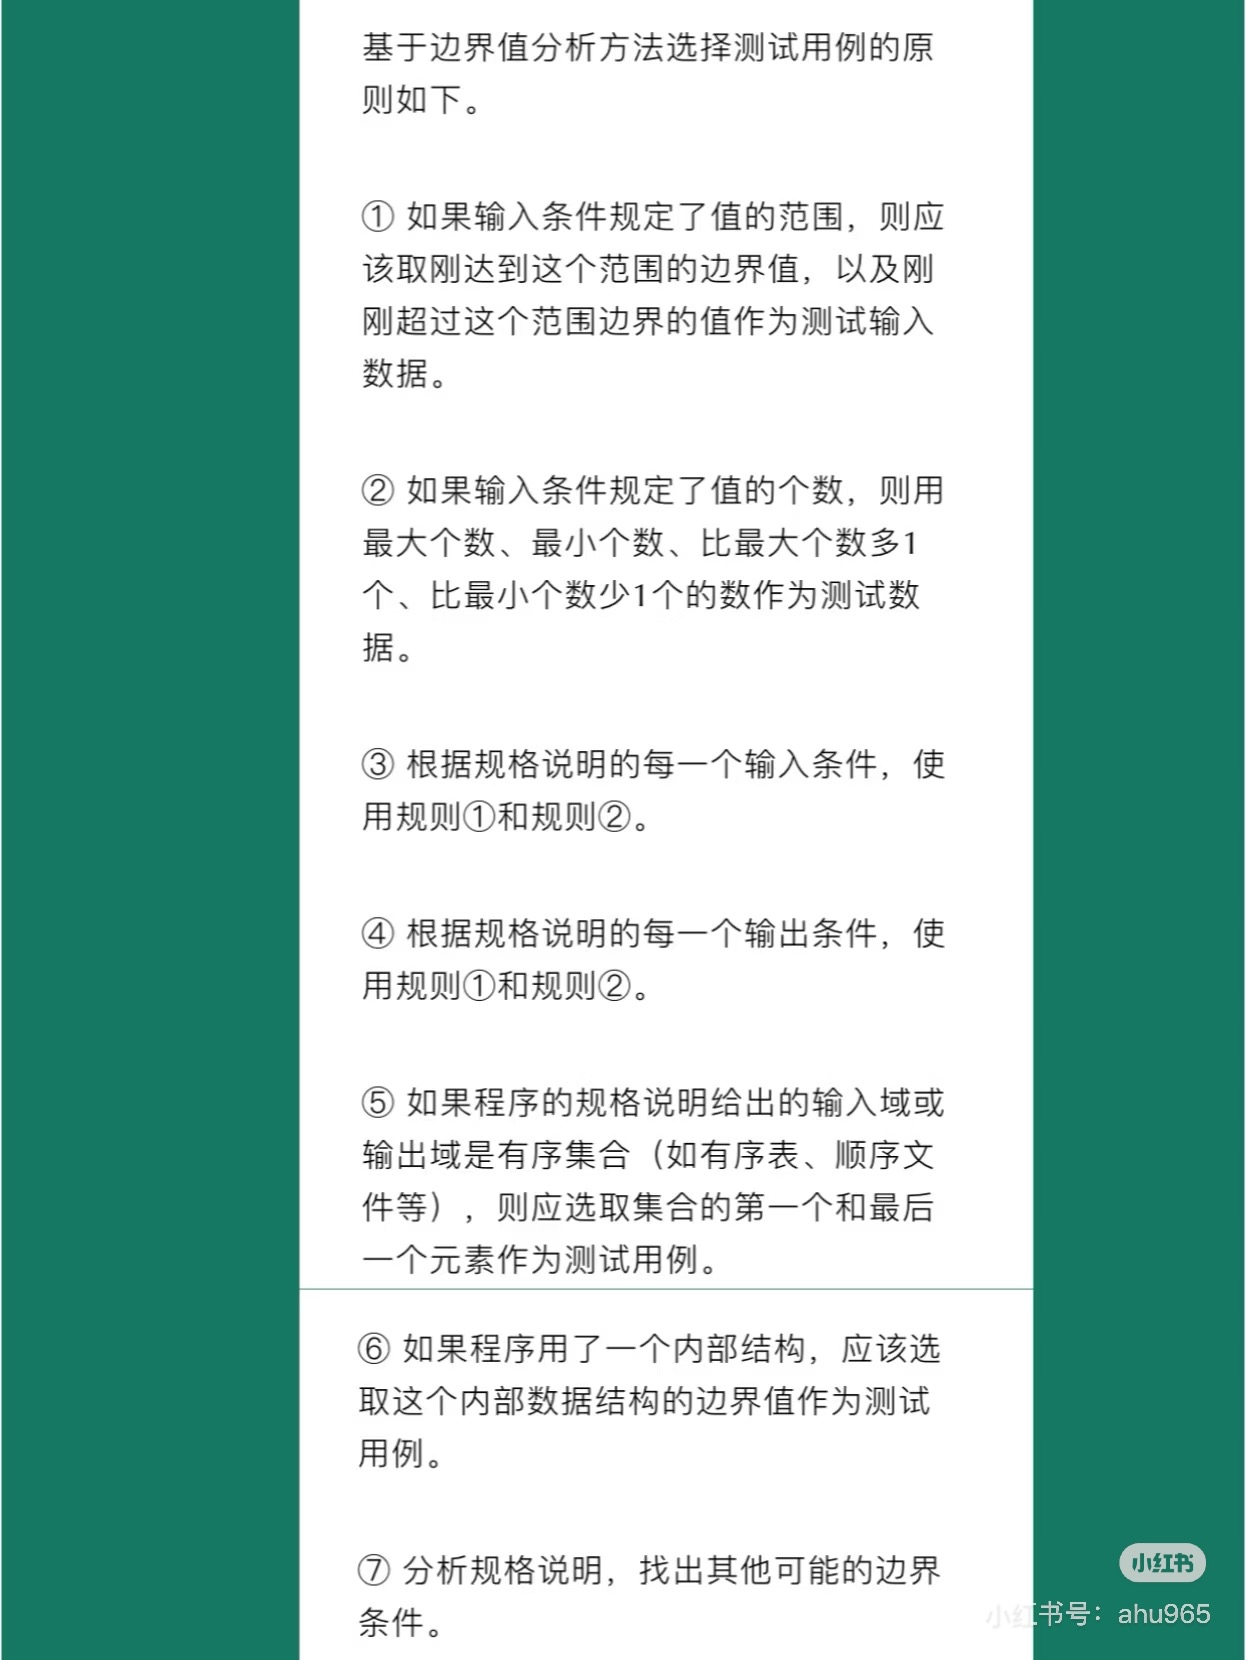 基于边界值分析方法选择测试用例的原
则如下。
① 如果输入条件规定了值的范围，则应
该取刚达到这个范围的边界值，以及刚
刚超过这个范围边界的值作为测试输入
数据。
② 如果输入条件规定了值的个数，则用
最大个数、最小个数、比最大个数多1
个、比最小个数少1个的数作为测试数
据。
③ 根据规格说明的每一个输入条件，使
用规则①和规则②。
④ 根据规格说明的每一个输出条件，使
用规则①和规则②。
⑤ 如果程序的规格说明给出的输入域或
输出域是有序集合（如有序表、顺序文
件等），则应选取集合的第一个和最后
一个元素作为测试用例。
⑥ 如果程序用了一个内部结构，应该选
取这个内部数据结构的边界值作为测试
用例。
⑦ 分析规格说明，找出其他可能的边界
条件。
小红书
小红书号：ahu965